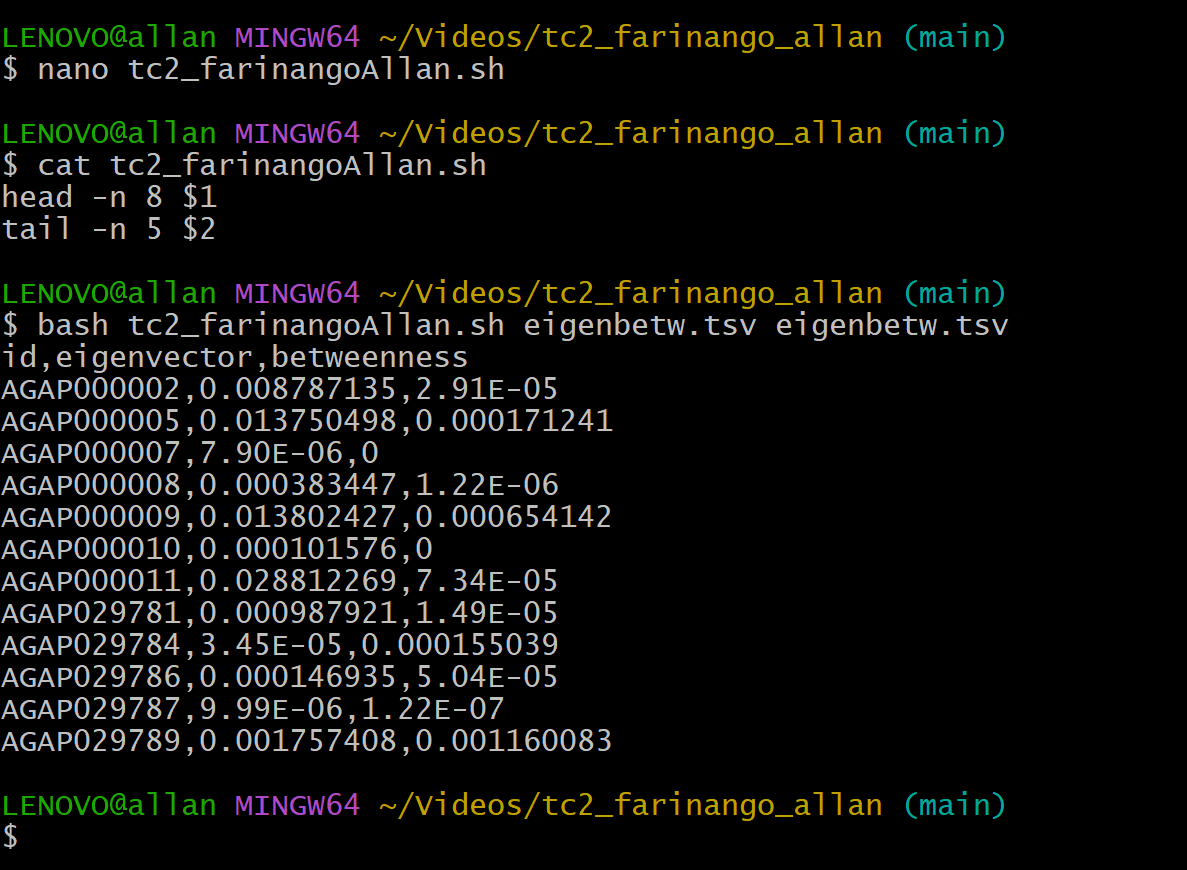 LENOVO@allan MINGW64 ~/Videos/tc2_farinango_allan (main)
$ nano tc2_farinangoAllan.sh
LENOVO@allan MINGW64 ~/Videos/tc2_farinango_allan (main)
$ cat tc2_farinangoAllan.sh
head -n 8 $1
tail -n 5 $2
LENOVO@allan MINGW64 ~/Videos/tc2_farinango_allan (main)
$ bash tc2_farinangoAllan.sh eigenbetw.tsv eigenbetw.tsv
id,eigenvector,betweenness
AGAP000002,0.008787135,2.91E-05
AGAP000005,0.013750498,0.000171241
AGAP000007,7.90E-06,0
AGAP000008,0.000383447,1.22E-06
AGAP000009,0.013802427,0.000654142
AGAP000010,0.000101576,0
AGAP000011,0.028812269,7.34E-05
AGAP029781,0.000987921,1.49E-05
AGAP029784,3.45E-05,0.000155039
AGAP029786,0.000146935,5.04E-05
AGAP029787,9.99E-06,1.22E-07
AGAP029789,0.001757408,0.001160083
LENOVO@allan MINGW64 ~/Videos/tc2_farinango_allan (main)
$